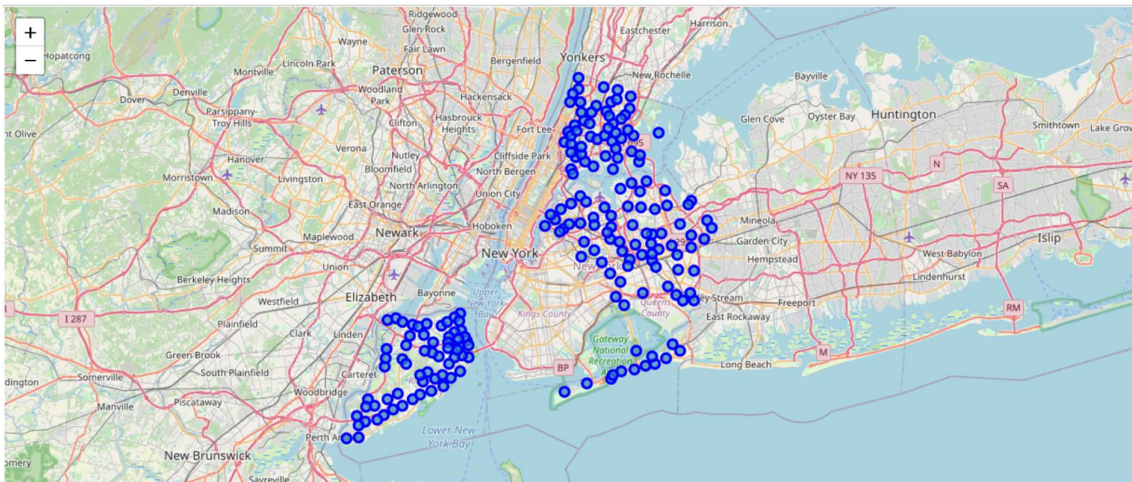 +
−
Ridgewood
Glen Rock
Eastchester
Harrison
Hopatcong
Wayne
Fair Lawn
Bergenfield
Yonkers
Lincoln Park
Montville
Paterson
New Rochelle
Bayville
Denville
Woodland
Park
Hackensack
Dover
Parsippany-
Troy Hills
Clifton
Hasbrouck
Heights
Fort Lee
Glen Cove
Oyster Bay
Huntington
Smithtown
Lake Gro
nt Olive
Verona
Nutley
Cliffside Park
Hanover
Bloomfield
North Bergen
NY 135
N
SA
Morristown
Livingston
North Arlington
Union City
East Orange
Madison
Hoboken
Mineola
Maplewood
Newark
Garden City
Islip
Summit
New York
Hempstead
West-Babylon
Berkeley Heights
Union
Lindenhurst
Elizabeth
Bayonne
Upper
New York
Bay
Queens
County
ey-Stream
Freeport
RM
Westfield
I 287
Plainfield
Clark
Linden
Kings County
East Rockaway
Green Brook
Gateway
National
Recreation
M
Carteret
BP
Long Beach
South Plainfield
dington
Somerville
Woodbridge
Manville
Piscataway
Perth A
Lower New
York Bay
New Brunswick
omery
Sayreville